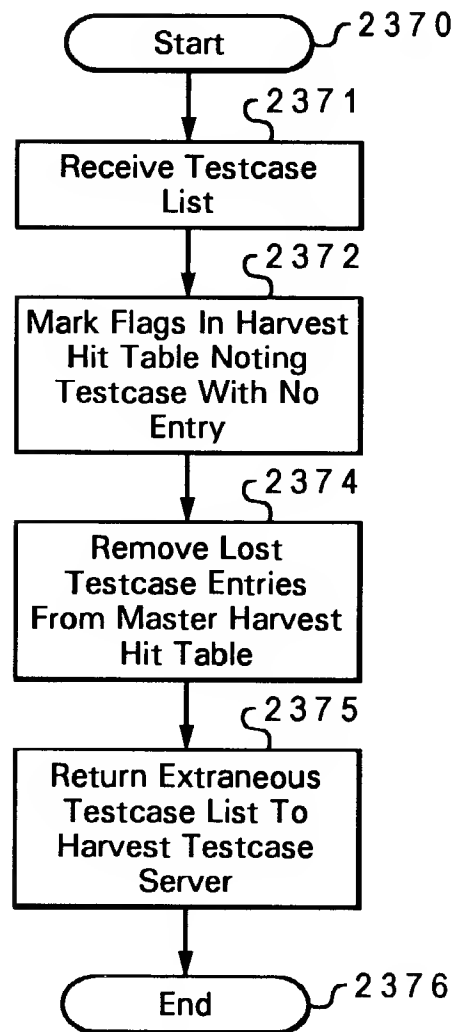 Start
2370
2371
Receive Testcase
List
2372
Mark Flags In Harvest
Hit Table Noting
Testcase With No
Entry
2374
Remove Lost
Testcase Entries
From Master Harvest
Hit Table
2375
Return Extraneous
Testcase List To
Harvest Testcase
Server
End
2376